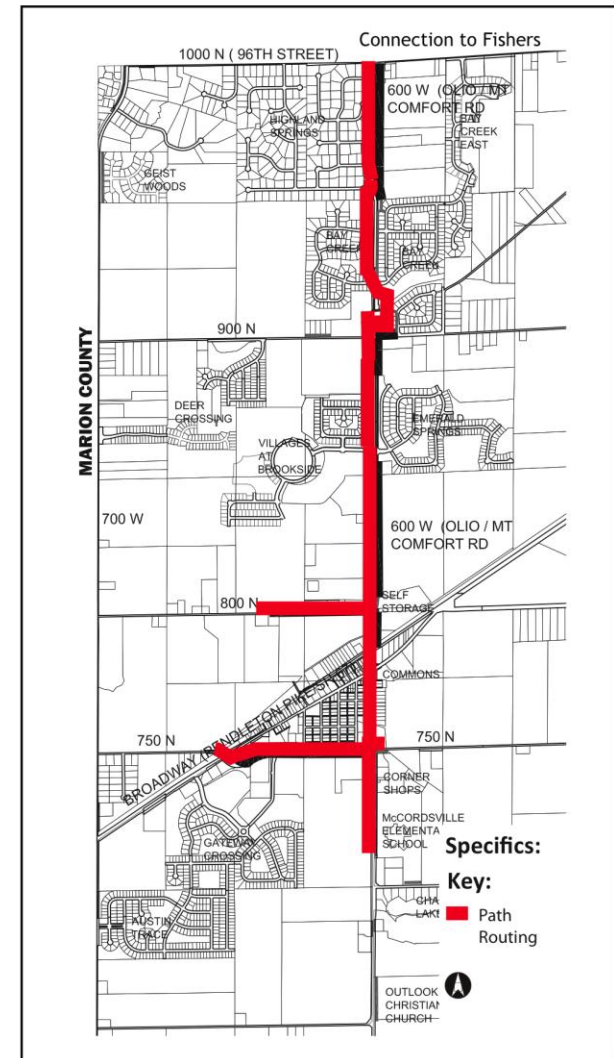 Connection to Fishers
1000 N ( 96TH STREET)
600 W (OLIO / MT
COMFORT RD
HIGHLAND
SPRINGS
BAY
CREEK
EAST
GEIST
WOODS
BAY
CREEK
BAY
CREEK
900 N
MARION COUNTY
DEER
CROSSING
EMERALD
SPRINGS
VILLAGES
AT
BROOKSIDE
700 W
600 W (OLIO / MT
COMFORT RD
800 N
SELF
STORAGE
COMMONS
BROADWAY (PENDLETON PIKE
750 N
750 N
CORNER
SHOPS
McCORDSVILLE
ELEMENTA
SCHOOL
GATEWAY
CROSSING
Specifics:
Key:
Path
Routing
CHA
LAKE
AUSTIN
TRACE
OUTLOOK
CHRISTIAN
CHURCH